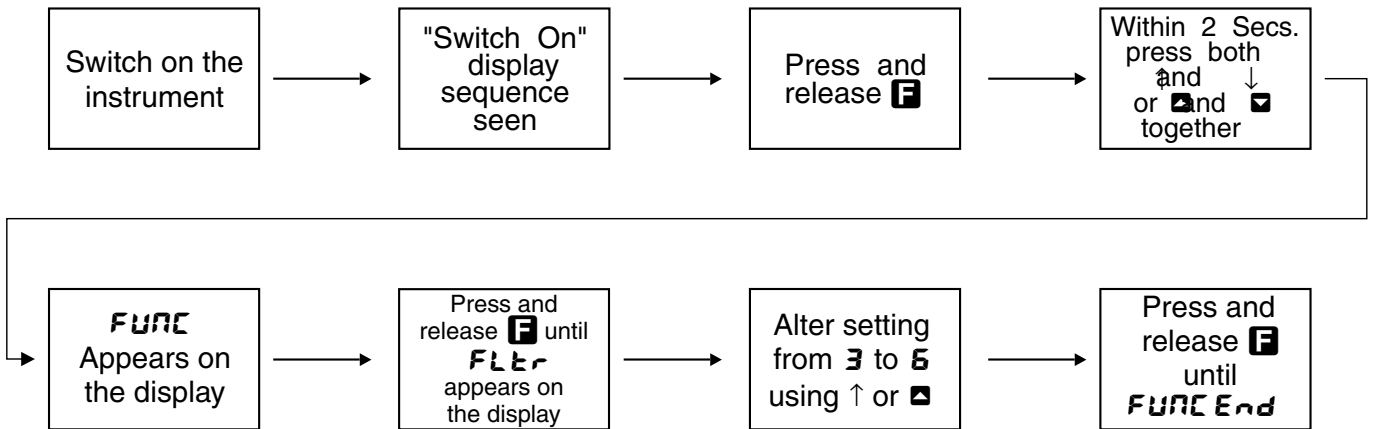 Switch on the
instrument
"Switch On"
display
sequence
seen
Press and
release F
Within 2 Secs.
press both
↑and ↓
or ▲and ▼
together
FUNC
Appears on
the display
Press and
release F until
FLtr
appears on
the display
Alter setting
from 3 to 6
using ↑ or ▲
Press and
release F
until
FUNC End